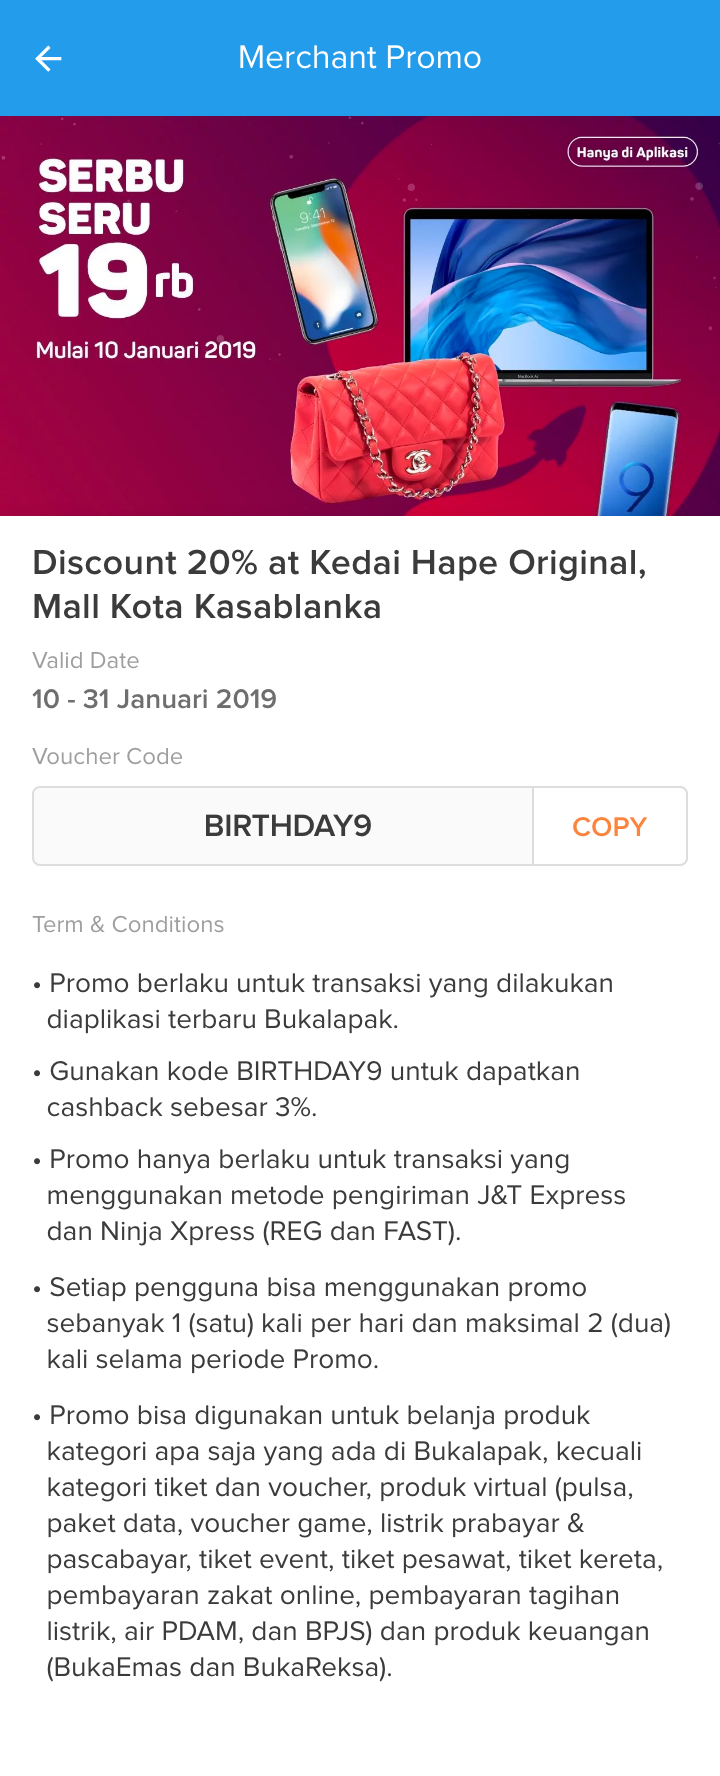 Merchant Promo
Hanya di Aplikasi
SERBU
SERU
19rb
Mulai 10 Januari 2019
9:41
MacBook Air
9
Discount 20% at Kedai Hape Original,
Mall Kota Kasablanka
Valid Date
10 - 31 Januari 2019
Voucher Code
BIRTHDAY9
COPY
Term & Conditions
• Promo berlaku untuk transaksi yang dilakukan
diaplikasi terbaru Bukalapak.
• Gunakan kode BIRTHDAY9 untuk dapatkan
cashback sebesar 3%.
• Promo hanya berlaku untuk transaksi yang
menggunakan metode pengiriman J&T Express
dan Ninja Xpress (REG dan FAST).
• Setiap pengguna bisa menggunakan promo
sebanyak 1 (satu) kali per hari dan maksimal 2 (dua)
kali selama periode Promo.
• Promo bisa digunakan untuk belanja produk
kategori apa saja yang ada di Bukalapak, kecuali
kategori tiket dan voucher, produk virtual (pulsa,
paket data, voucher game, listrik prabayar &
pascabayar, tiket event, tiket pesawat, tiket kereta,
pembayaran zakat online, pembayaran tagihan
listrik, air PDAM, dan BPJS) dan produk keuangan
(BukaEmas dan BukaReksa).